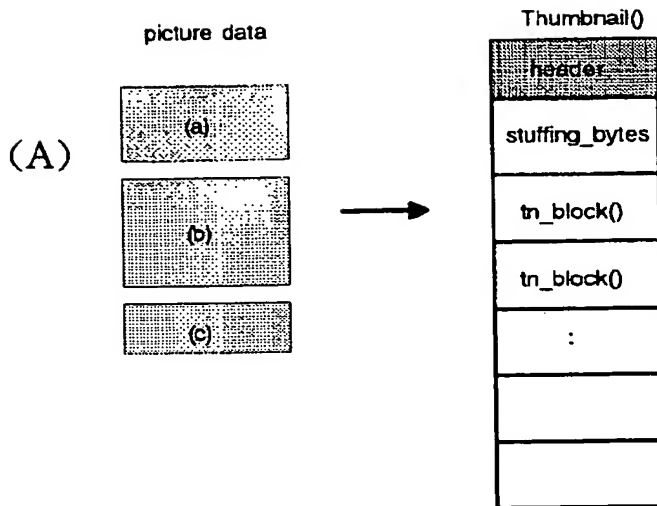 picture data
(A)
(a)
(b)
(c)
Thumbnail()
header
stuffing_bytes
tn_block()
tn_block()
: